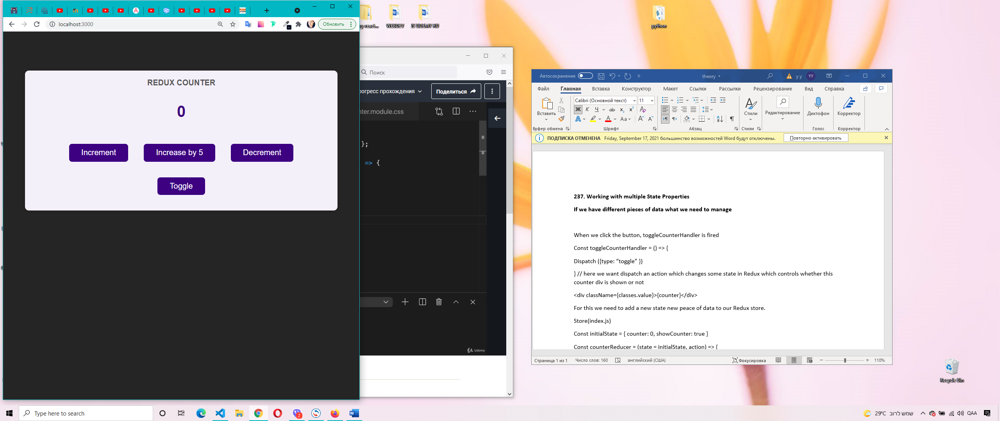 localhost:3000
Обновить
REDUX COUNTER
0
Increment
Increase by 5
Decrement
Toggle
WEBDEV
JS UDEMY RU
python
Поиск
Поделиться
};
=> {
Udemy
Автосохранение
theory
y y
YY
Файл
Главная
Вставка
Конструктор
Макет
Ссылки
Рассылки
Рецензирование
Вид
Справка
Вставить
Calibri (Основной текст)
11
Стили
Редактирование
Диктофон
Корректор
Буфер обмена
Шрифт
Абзац
Стили
Голос
Корректор
ПОДПИСКА ОТМЕНЕНА Friday, September 17, 2021 большинство возможностей Word будут отключены.
Повторно активировать
237. Working with multiple State Properties
If we have different pieces of data what we need to manage
When we click the button, toggleCounterHandler is fired
Const toggleCounterHandler = () => {
Dispatch ({type: “toggle” })
} // here we want dispatch an action which changes some state in Redux which controls whether this
counter div is shown or not
<div className={classes.value}>{counter}</div>
For this we need to add a new state new peace of data to our Redux store.
Store(index.js)
Const initialState = { counter: 0, showCounter: true }
Const counterReducer = (state = initialState, action) => {
Страница 1 из 1
Число слов: 160
английский (США)
Фокусировка
110%
Recycle Bin
Type here to search
2
29°C שמש לרוב
QAA